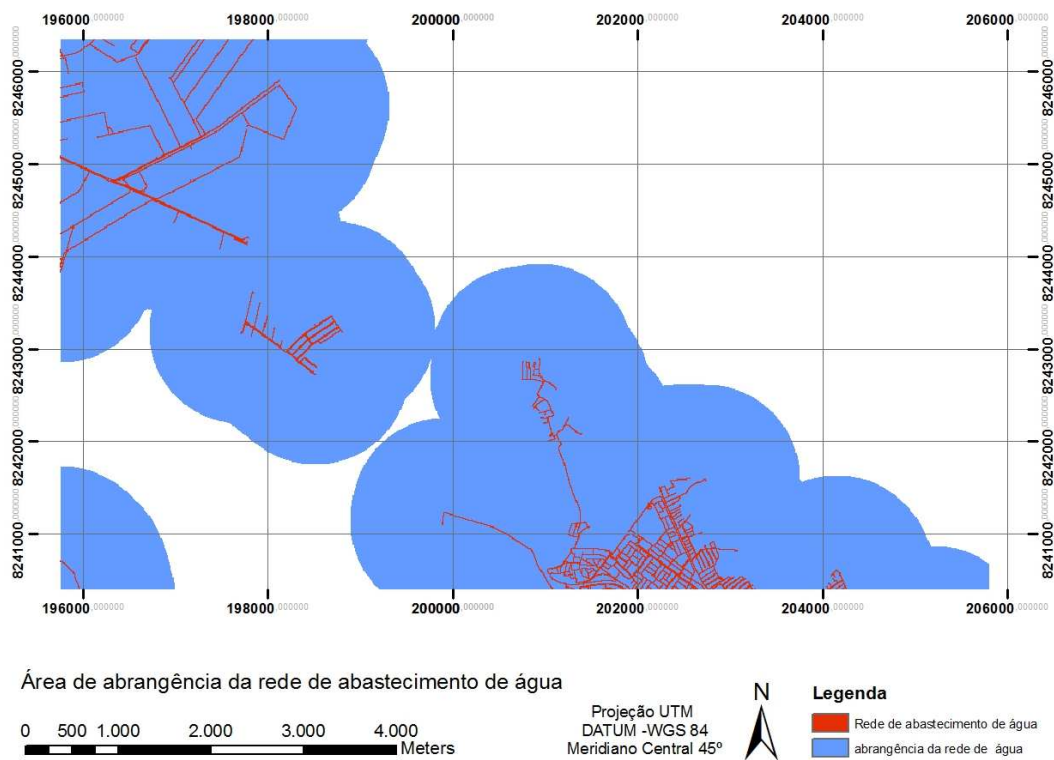 196000,000000 198000,000000 200000,000000 202000,000000 204000,000000 206000,000000
8246000,000000 8246000,000000
8245000,000000 8245000,000000
8244000,000000 8244000,000000
8243000,000000 8243000,000000
8242000,000000 8242000,000000
8241000,000000 8241000,000000
196000,000000 198000,000000 200000,000000 202000,000000 204000,000000 206000,000000
Área de abrangência da rede de abastecimento de água
0 500 1.000 2.000 3.000 4.000
Meters
Projeção UTM
DATUM -WGS 84
Meridiano Central 45º
N
Legenda
Rede de abastecimento de água
abrangência da rede de água